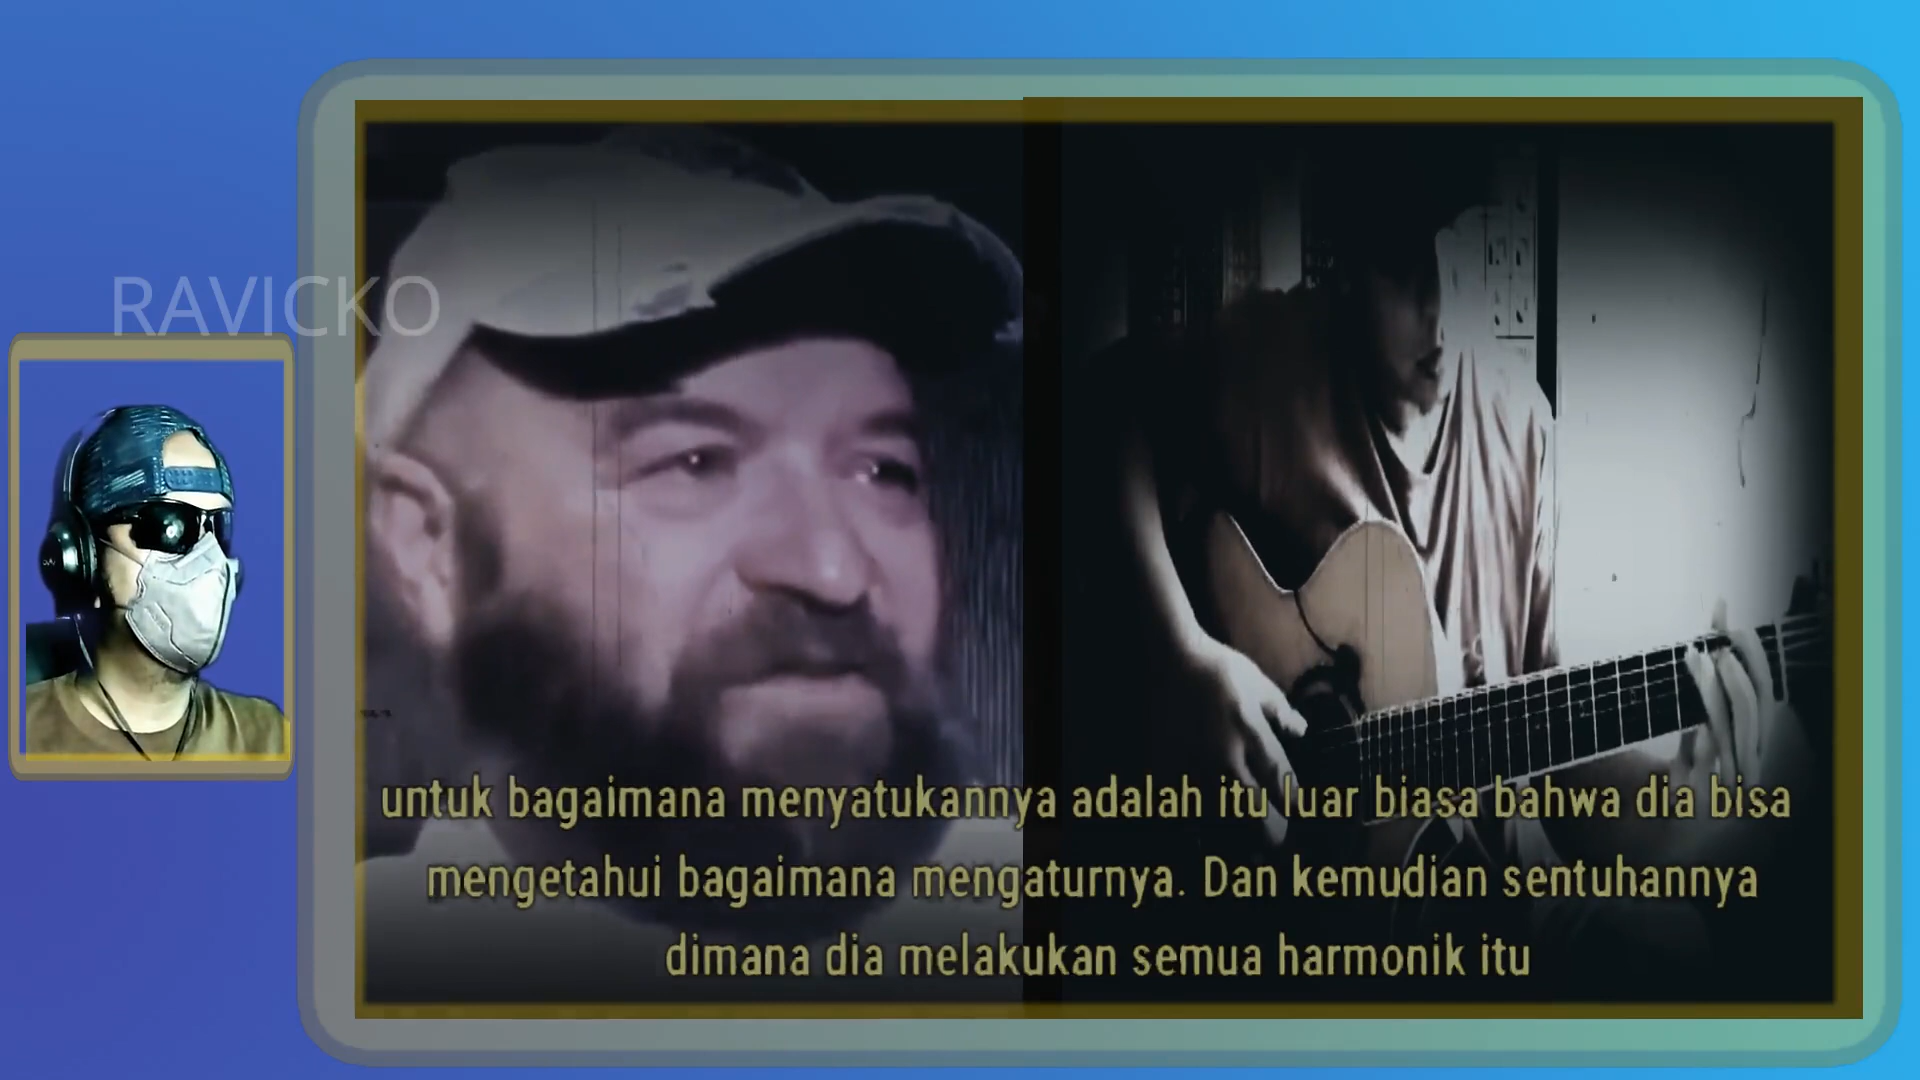 RAVICKO
untuk bagaimana menyatukannya adalah itu luar biasa bahwa dia bisa
mengetahui bagaimana mengaturnya. Dan kemudian sentuhannya
dimana dia melakukan semua harmonik itu